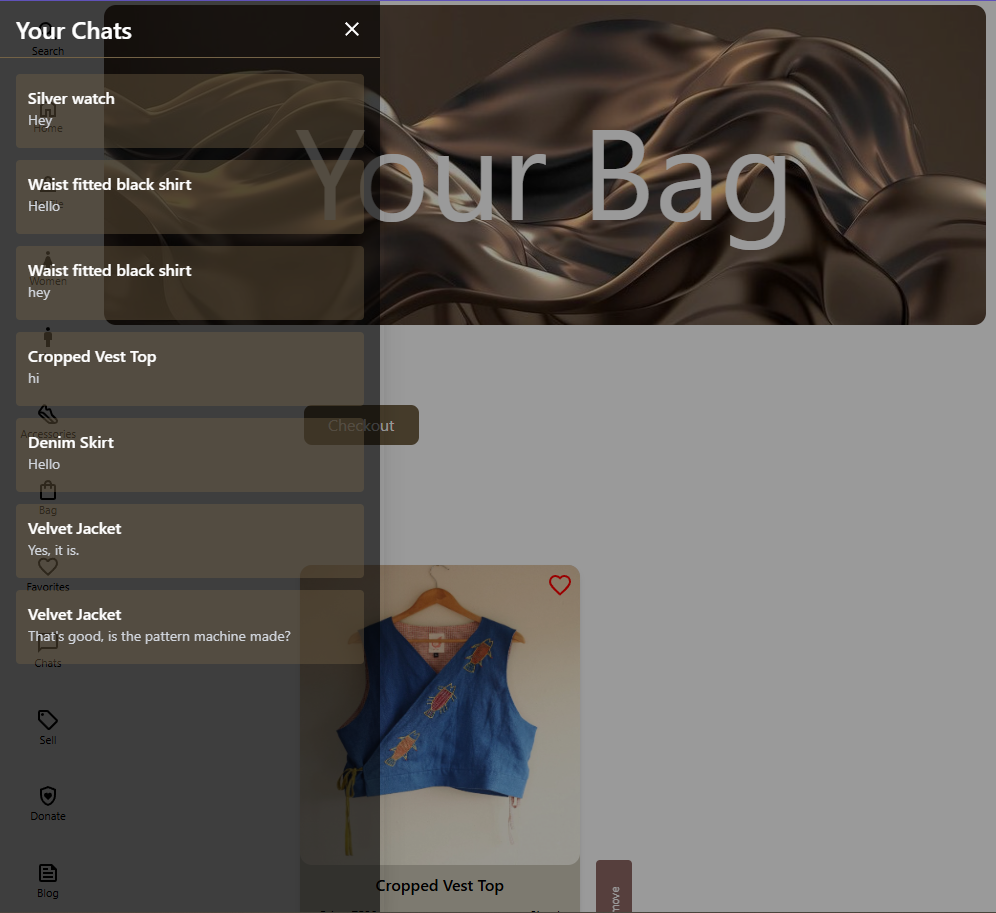 Your Chats
Search
Silver watch
Hey
Home
Waist fitted black shirt
Hello
Waist fitted black shirt
Women
hey
Cropped Vest Top
hi
Accessories
Denim Skirt
Hello
Bag
Velvet Jacket
Yes, it is.
Favorites
Velvet Jacket
That's good, is the pattern machine made?
Chats
Sell
Donate
Blog
Your Bag
Checkout
Cropped Vest Top